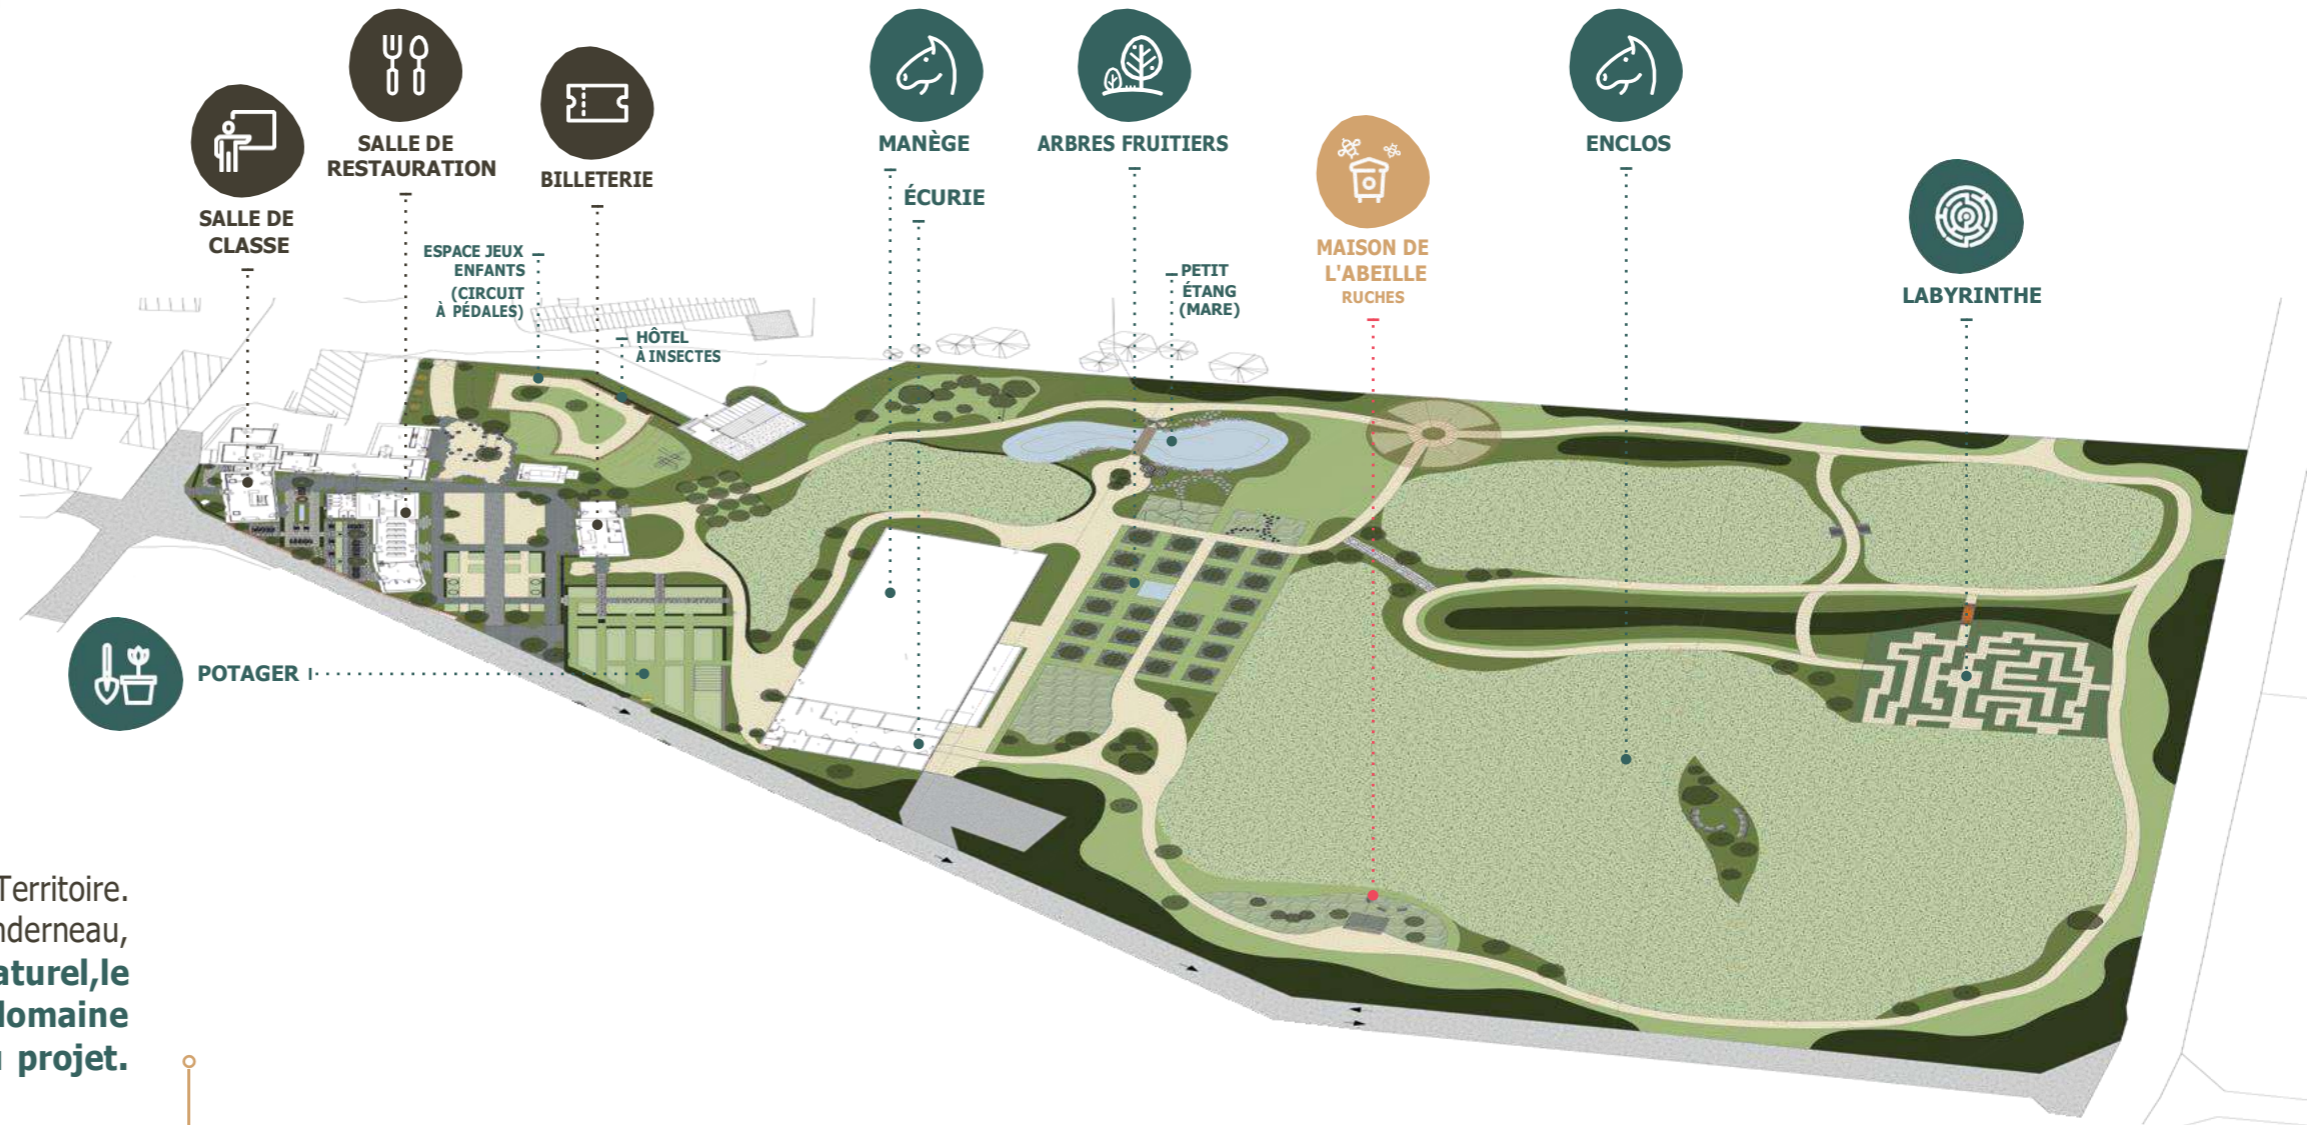 SALLE DE
CLASSE
SALLE DE
RESTAURATION
BILLETERIE
ESPACE JEUX
ENFANTS
(CIRCUIT
À PÉDALES)
HÔTEL
À INSECTES
MANÈGE
ÉCURIE
ARBRES FRUITIERS
PETIT
ÉTANG
(MARE)
MAISON DE
L'ABEILLE
RUCHES
ENCLOS
LABYRINTHE
POTAGER
Territoire.
nderneau,
aturel,le
domaine
projet.